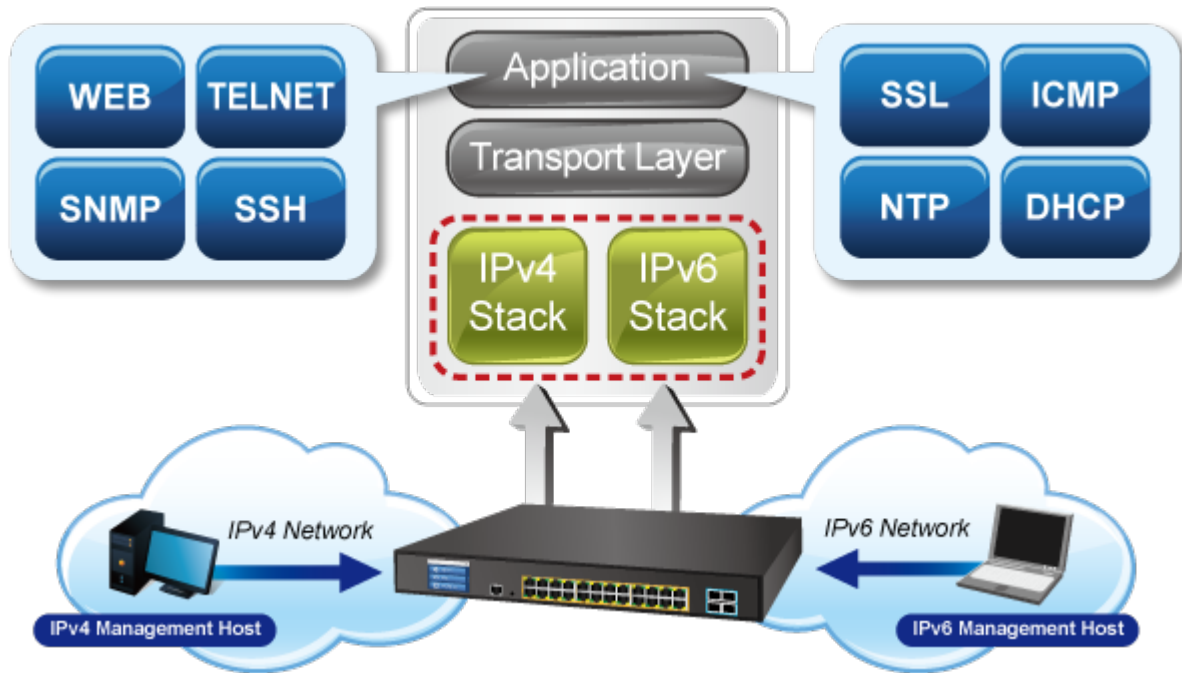 WEB
TELNET
SNMP
SSH
Application
Transport Layer
IPv4
Stack
IPv6
Stack
SSL
ICMP
NTP
DHCP
IPv4 Network
IPv6 Network
IPv4 Management Host
IPv6 Management Host